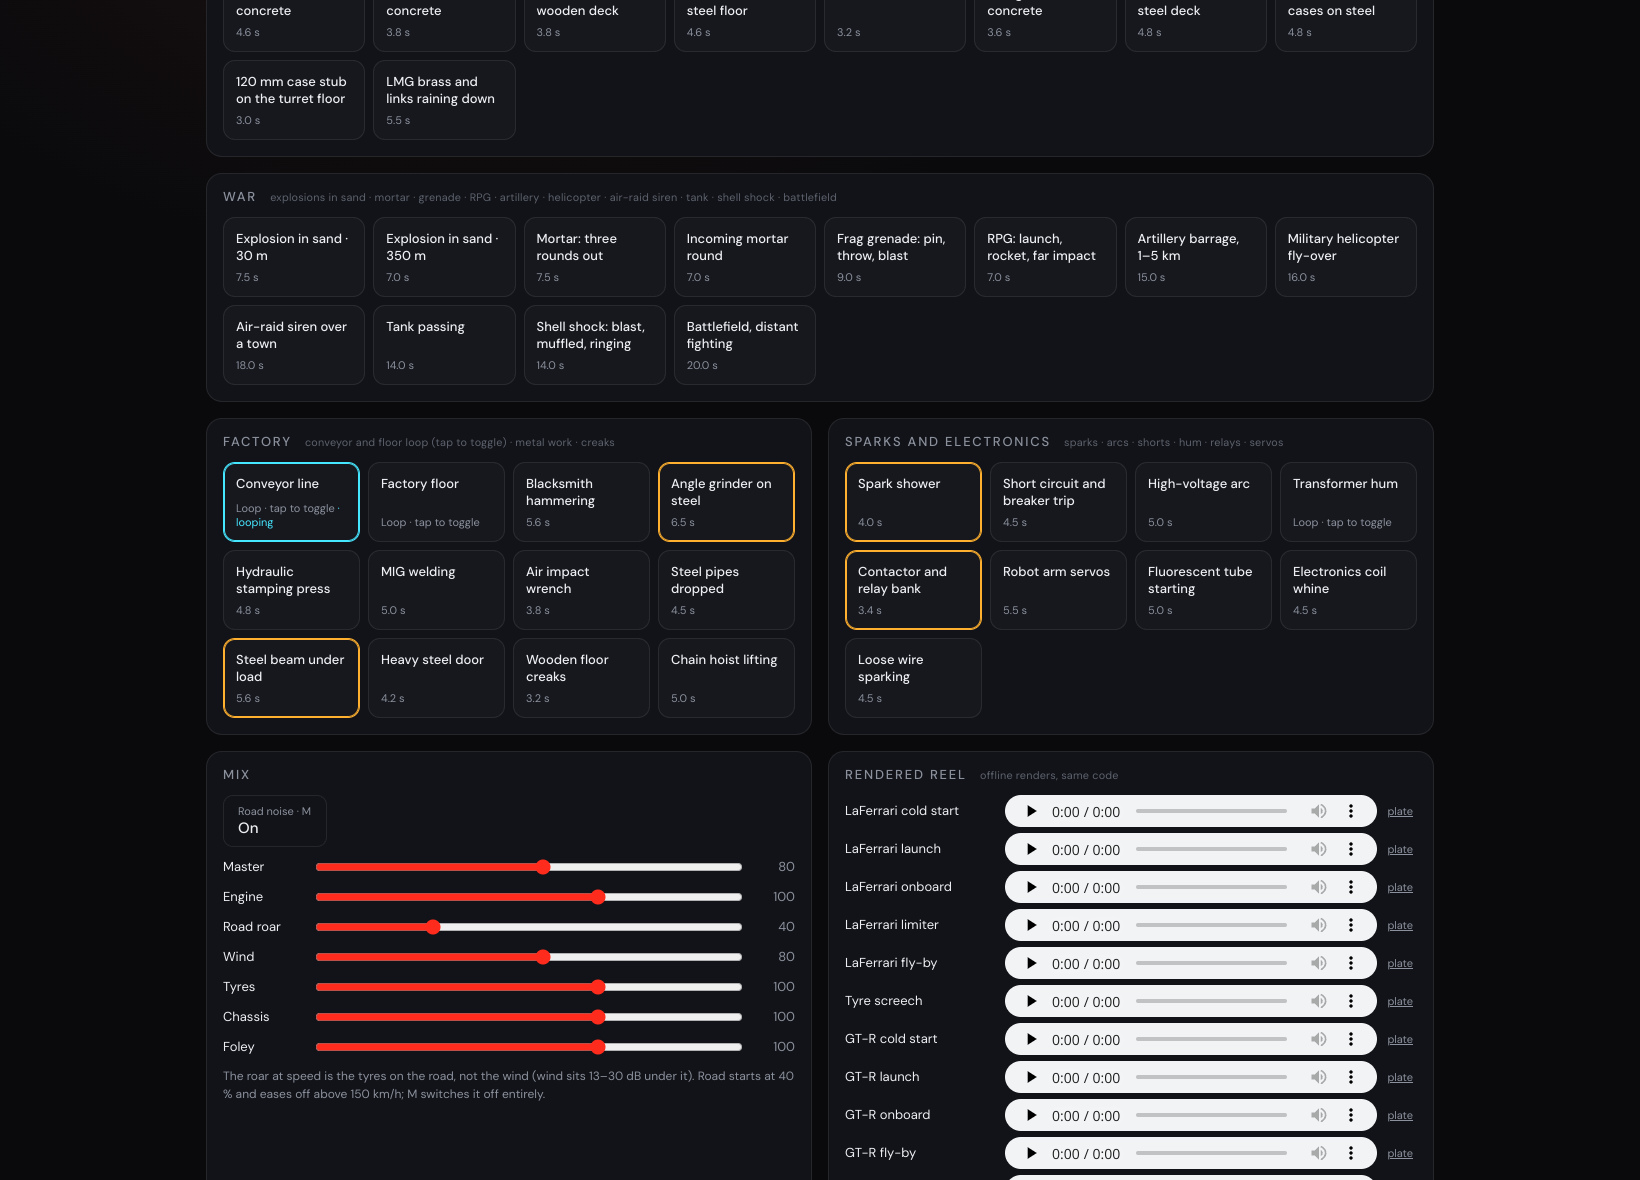 concrete
concrete
wooden deck
steel floor
concrete
steel deck
cases on steel
4.6 s
3.8 s
3.8 s
4.6 s
3.2 s
3.6 s
4.8 s
4.8 s
120 mm case stub
on the turret floor
3.0 s
LMG brass and
links raining down
5.5 s
WAR explosions in sand · mortar · grenade · RPG · artillery · helicopter · air-raid siren · tank · shell shock · battlefield
Explosion in sand ·
30 m
7.5 s
Explosion in sand ·
350 m
7.0 s
Mortar: three
rounds out
7.5 s
Incoming mortar
round
7.0 s
Frag grenade: pin,
throw, blast
9.0 s
RPG: launch,
rocket, far impact
7.0 s
Artillery barrage,
1–5 km
15.0 s
Military helicopter
fly-over
16.0 s
Air-raid siren over
a town
18.0 s
Tank passing
14.0 s
Shell shock: blast,
muffled, ringing
14.0 s
Battlefield, distant
fighting
20.0 s
FACTORY conveyor and floor loop (tap to toggle) · metal work · creaks
Conveyor line
Loop · tap to toggle ·
looping
Factory floor
Loop · tap to toggle
Blacksmith
hammering
5.6 s
Angle grinder on
steel
6.5 s
Hydraulic
stamping press
4.8 s
MIG welding
5.0 s
Air impact
wrench
3.8 s
Steel pipes
dropped
4.5 s
Steel beam under
load
5.6 s
Heavy steel door
4.2 s
Wooden floor
creaks
3.2 s
Chain hoist lifting
5.0 s
SPARKS AND ELECTRONICS sparks · arcs · shorts · hum · relays · servos
Spark shower
4.0 s
Short circuit and
breaker trip
4.5 s
High-voltage arc
5.0 s
Transformer hum
Loop · tap to toggle
Contactor and
relay bank
3.4 s
Robot arm servos
5.5 s
Fluorescent tube
starting
5.0 s
Electronics coil
whine
4.5 s
Loose wire
sparking
4.5 s
MIX
Road noise · M
On
Master 80
Engine 100
Road roar 40
Wind 80
Tyres 100
Chassis 100
Foley 100
The roar at speed is the tyres on the road, not the wind (wind sits 13–30 dB under it). Road starts at 40
% and eases off above 150 km/h; M switches it off entirely.
RENDERED REEL offline renders, same code
LaFerrari cold start 0:00 / 0:00 plate
LaFerrari launch 0:00 / 0:00 plate
LaFerrari onboard 0:00 / 0:00 plate
LaFerrari limiter 0:00 / 0:00 plate
LaFerrari fly-by 0:00 / 0:00 plate
Tyre screech 0:00 / 0:00 plate
GT-R cold start 0:00 / 0:00 plate
GT-R launch 0:00 / 0:00 plate
GT-R onboard 0:00 / 0:00 plate
GT-R fly-by 0:00 / 0:00 plate